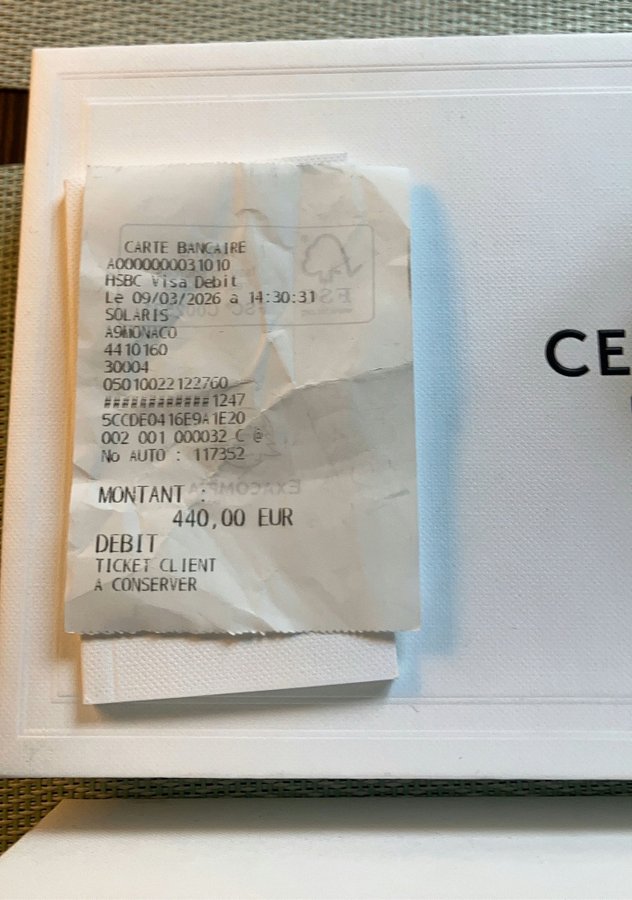 CARTE BANCAIRE
A0000000031010
HSBC Visa Debit
Le 09/03/2026 a 14:30:31
SOLARIS
A9MONACO
4410160
30004
05010022122760
############1247
5CCDE0416E9A1E20
002 001 000032 C @
No AUTO : 117352
MONTANT :
440,00 EUR
DEBIT
TICKET CLIENT
A CONSERVER
CE